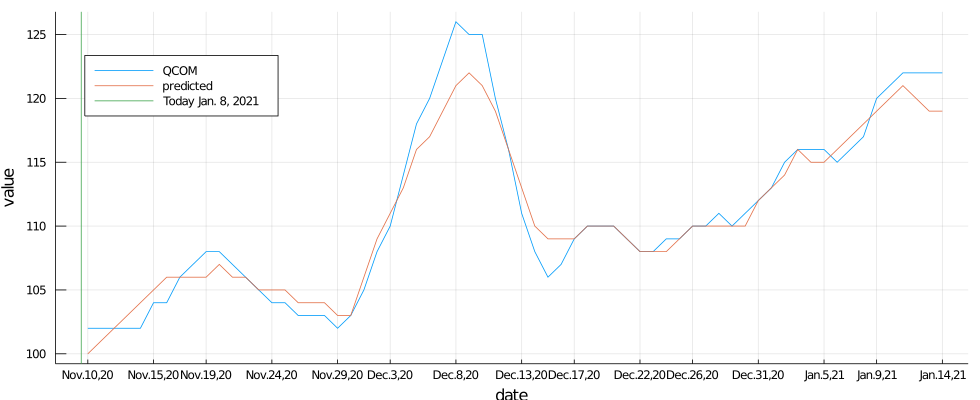 125
120
115
110
105
100
value
QCOM
predicted
Today Jan. 8, 2021
Nov.10,20 Nov.15,20 Nov.19,20 Nov.24,20 Nov.29,20 Dec.3,20 Dec.8,20 Dec.13,20 Dec.17,20 Dec.22,20 Dec.26,20 Dec.31,20 Jan.5,21 Jan.9,21 Jan.14,21
date